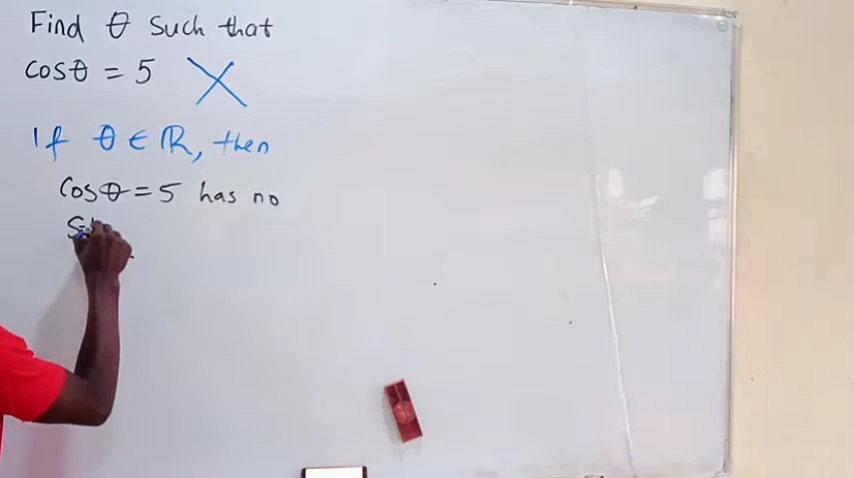 Find θ such that
cosθ = 5
If θ ∈ ℝ, then
cosθ = 5 has no